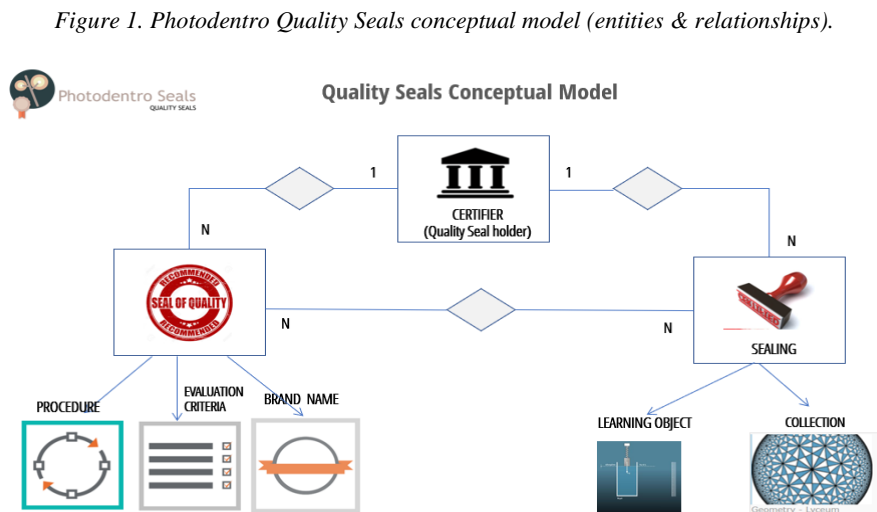 Figure 1. Photodentro Quality Seals conceptual model (entities & relationships).
Photodentro Seals
QUALITY SEALS
Quality Seals Conceptual Model
1
1
CERTIFIER
(Quality Seal holder)
N
N
RECOMMENDED
SEAL OF QUALITY
RECOMMENDED
N
N
SEALING
PROCEDURE
EVALUATION
CRITERIA
BRAND NAME
LEARNING OBJECT
COLLECTION
Geometry - Lyceum